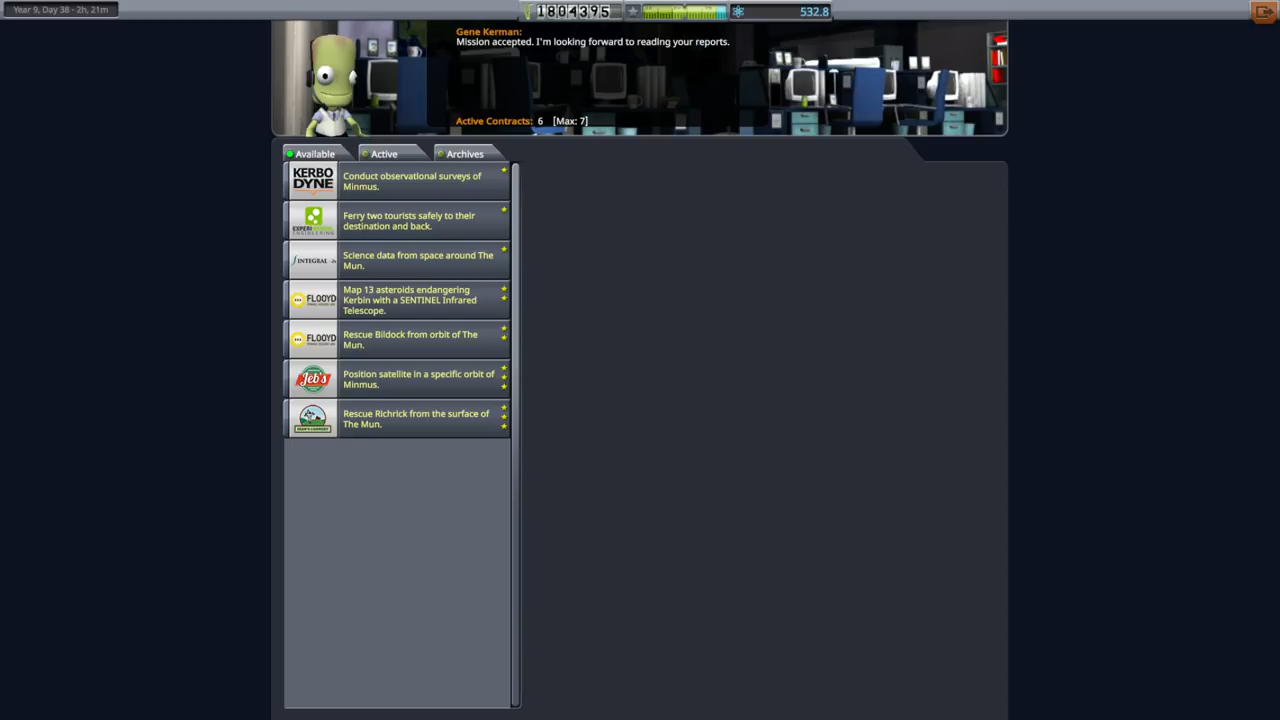 Year 9, Day 38 - 2h, 21m
1804395
532.8
Gene Kerman:
Mission accepted. I'm looking forward to reading your reports.
Active Contracts: 6 [Max: 7]
Available
Active
Archives
KERBO
DYNE
Conduct observational surveys of
Minmus.
ENGINEERING
Ferry two tourists safely to their
destination and back.
INTEGRAL
Science data from space around The
Mun.
FLOOYD
Map 13 asteroids endangering
Kerbin with a SENTINEL Infrared
Telescope.
FLOOYD
Rescue Bildock from orbit of The
Mun.
Jeb's
Position satellite in a specific orbit of
Minmus.
Rescue Richrick from the surface of
The Mun.